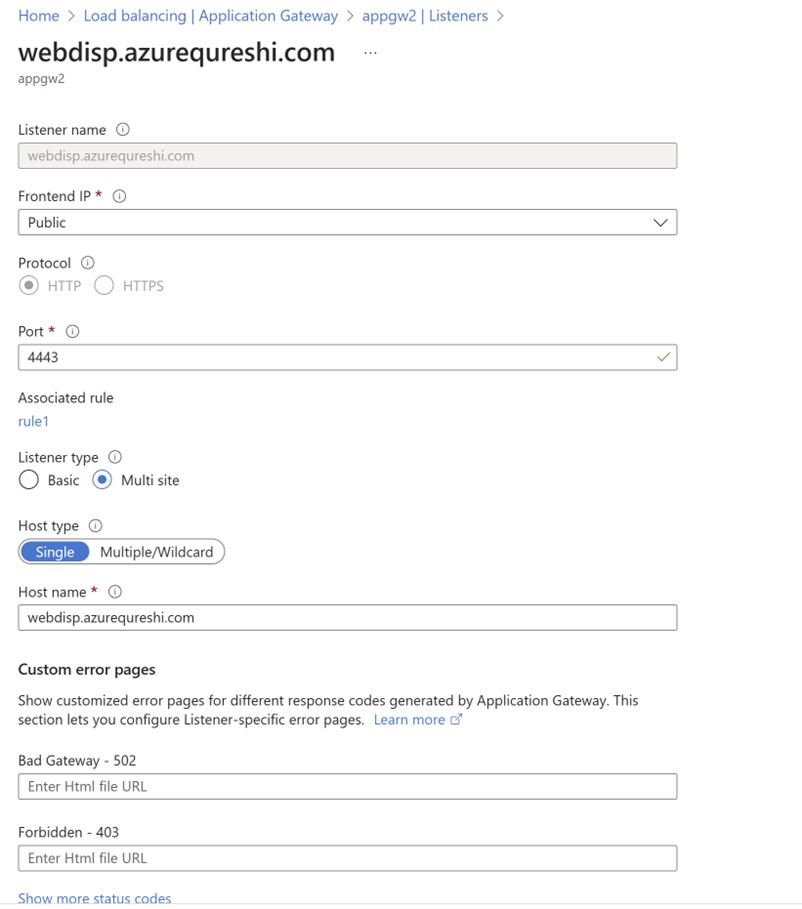 Home > Load balancing | Application Gateway > appgw2 | Listeners >
webdisp.azurequreshi.com ...
appgw2
Listener name
webdisp.azurequreshi.com
Frontend IP *
Public
Protocol
HTTP HTTPS
Port *
4443
Associated rule
rule1
Listener type
Basic Multi site
Host type
Single Multiple/Wildcard
Host name *
webdisp.azurequreshi.com
Custom error pages
Show customized error pages for different response codes generated by Application Gateway. This
section lets you configure Listener-specific error pages. Learn more
Bad Gateway - 502
Enter Html file URL
Forbidden - 403
Enter Html file URL
Show more status codes